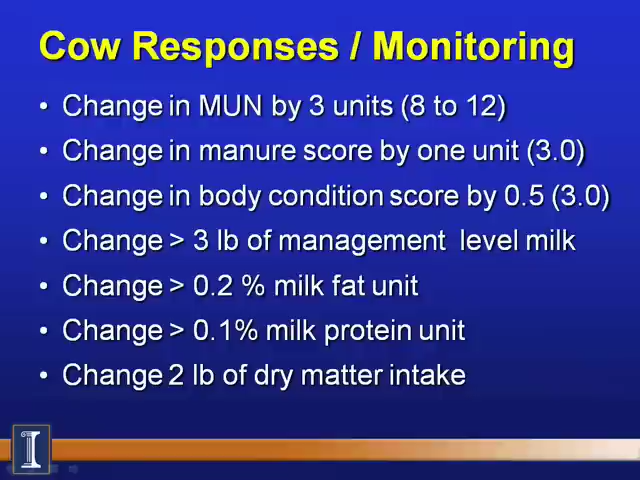 Cow Responses / Monitoring
• Change in MUN by 3 units (8 to 12)
• Change in manure score by one unit (3.0)
• Change in body condition score by 0.5 (3.0)
• Change > 3 lb of management level milk
• Change > 0.2 % milk fat unit
• Change > 0.1% milk protein unit
• Change 2 lb of dry matter intake
I